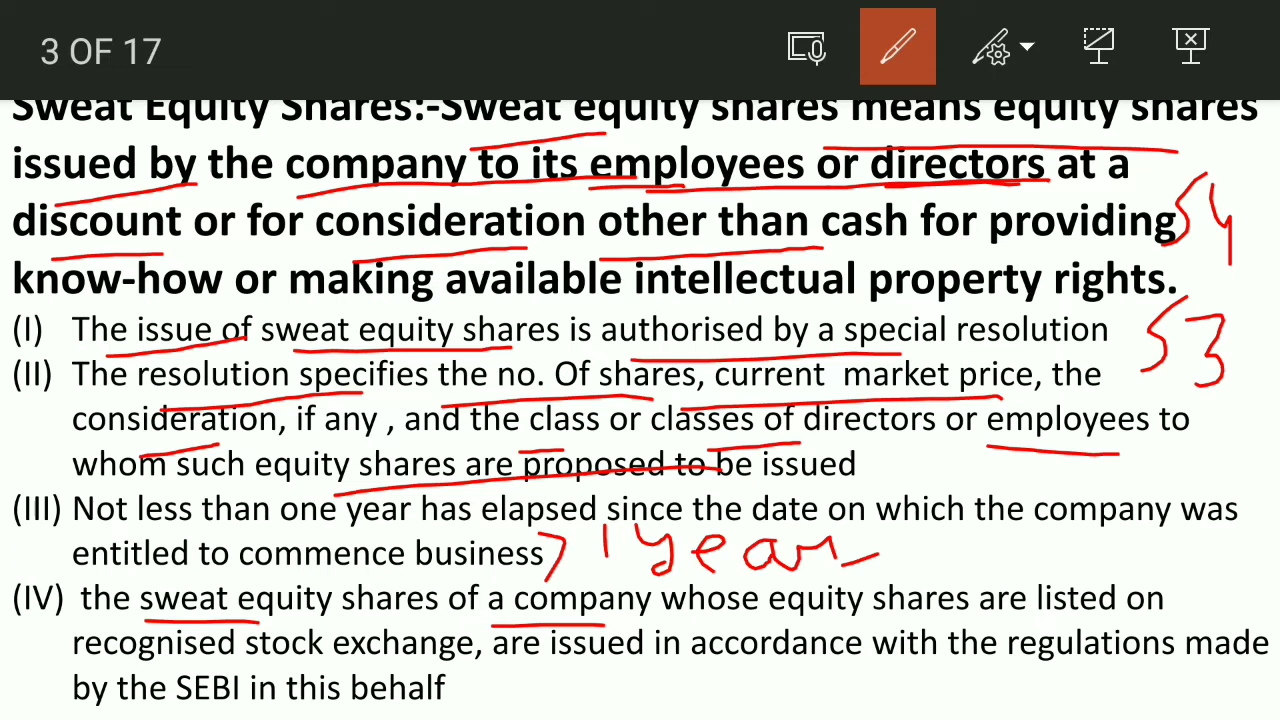 3 OF 17
Sweat Equity Shares:-Sweat equity shares means equity shares
issued by the company to its employees or directors at a
discount or for consideration other than cash for providing
54
know-how or making available intellectual property rights.
(I) The issue of sweat equity shares is authorised by a special resolution
53
(II) The resolution specifies the no. Of shares, current market price, the
consideration, if any , and the class or classes of directors or employees to
whom such equity shares are proposed to be issued
(III) Not less than one year has elapsed since the date on which the company was
entitled to commence business
> 1 year
(IV) the sweat equity shares of a company whose equity shares are listed on
recognised stock exchange, are issued in accordance with the regulations made
by the SEBI in this behalf